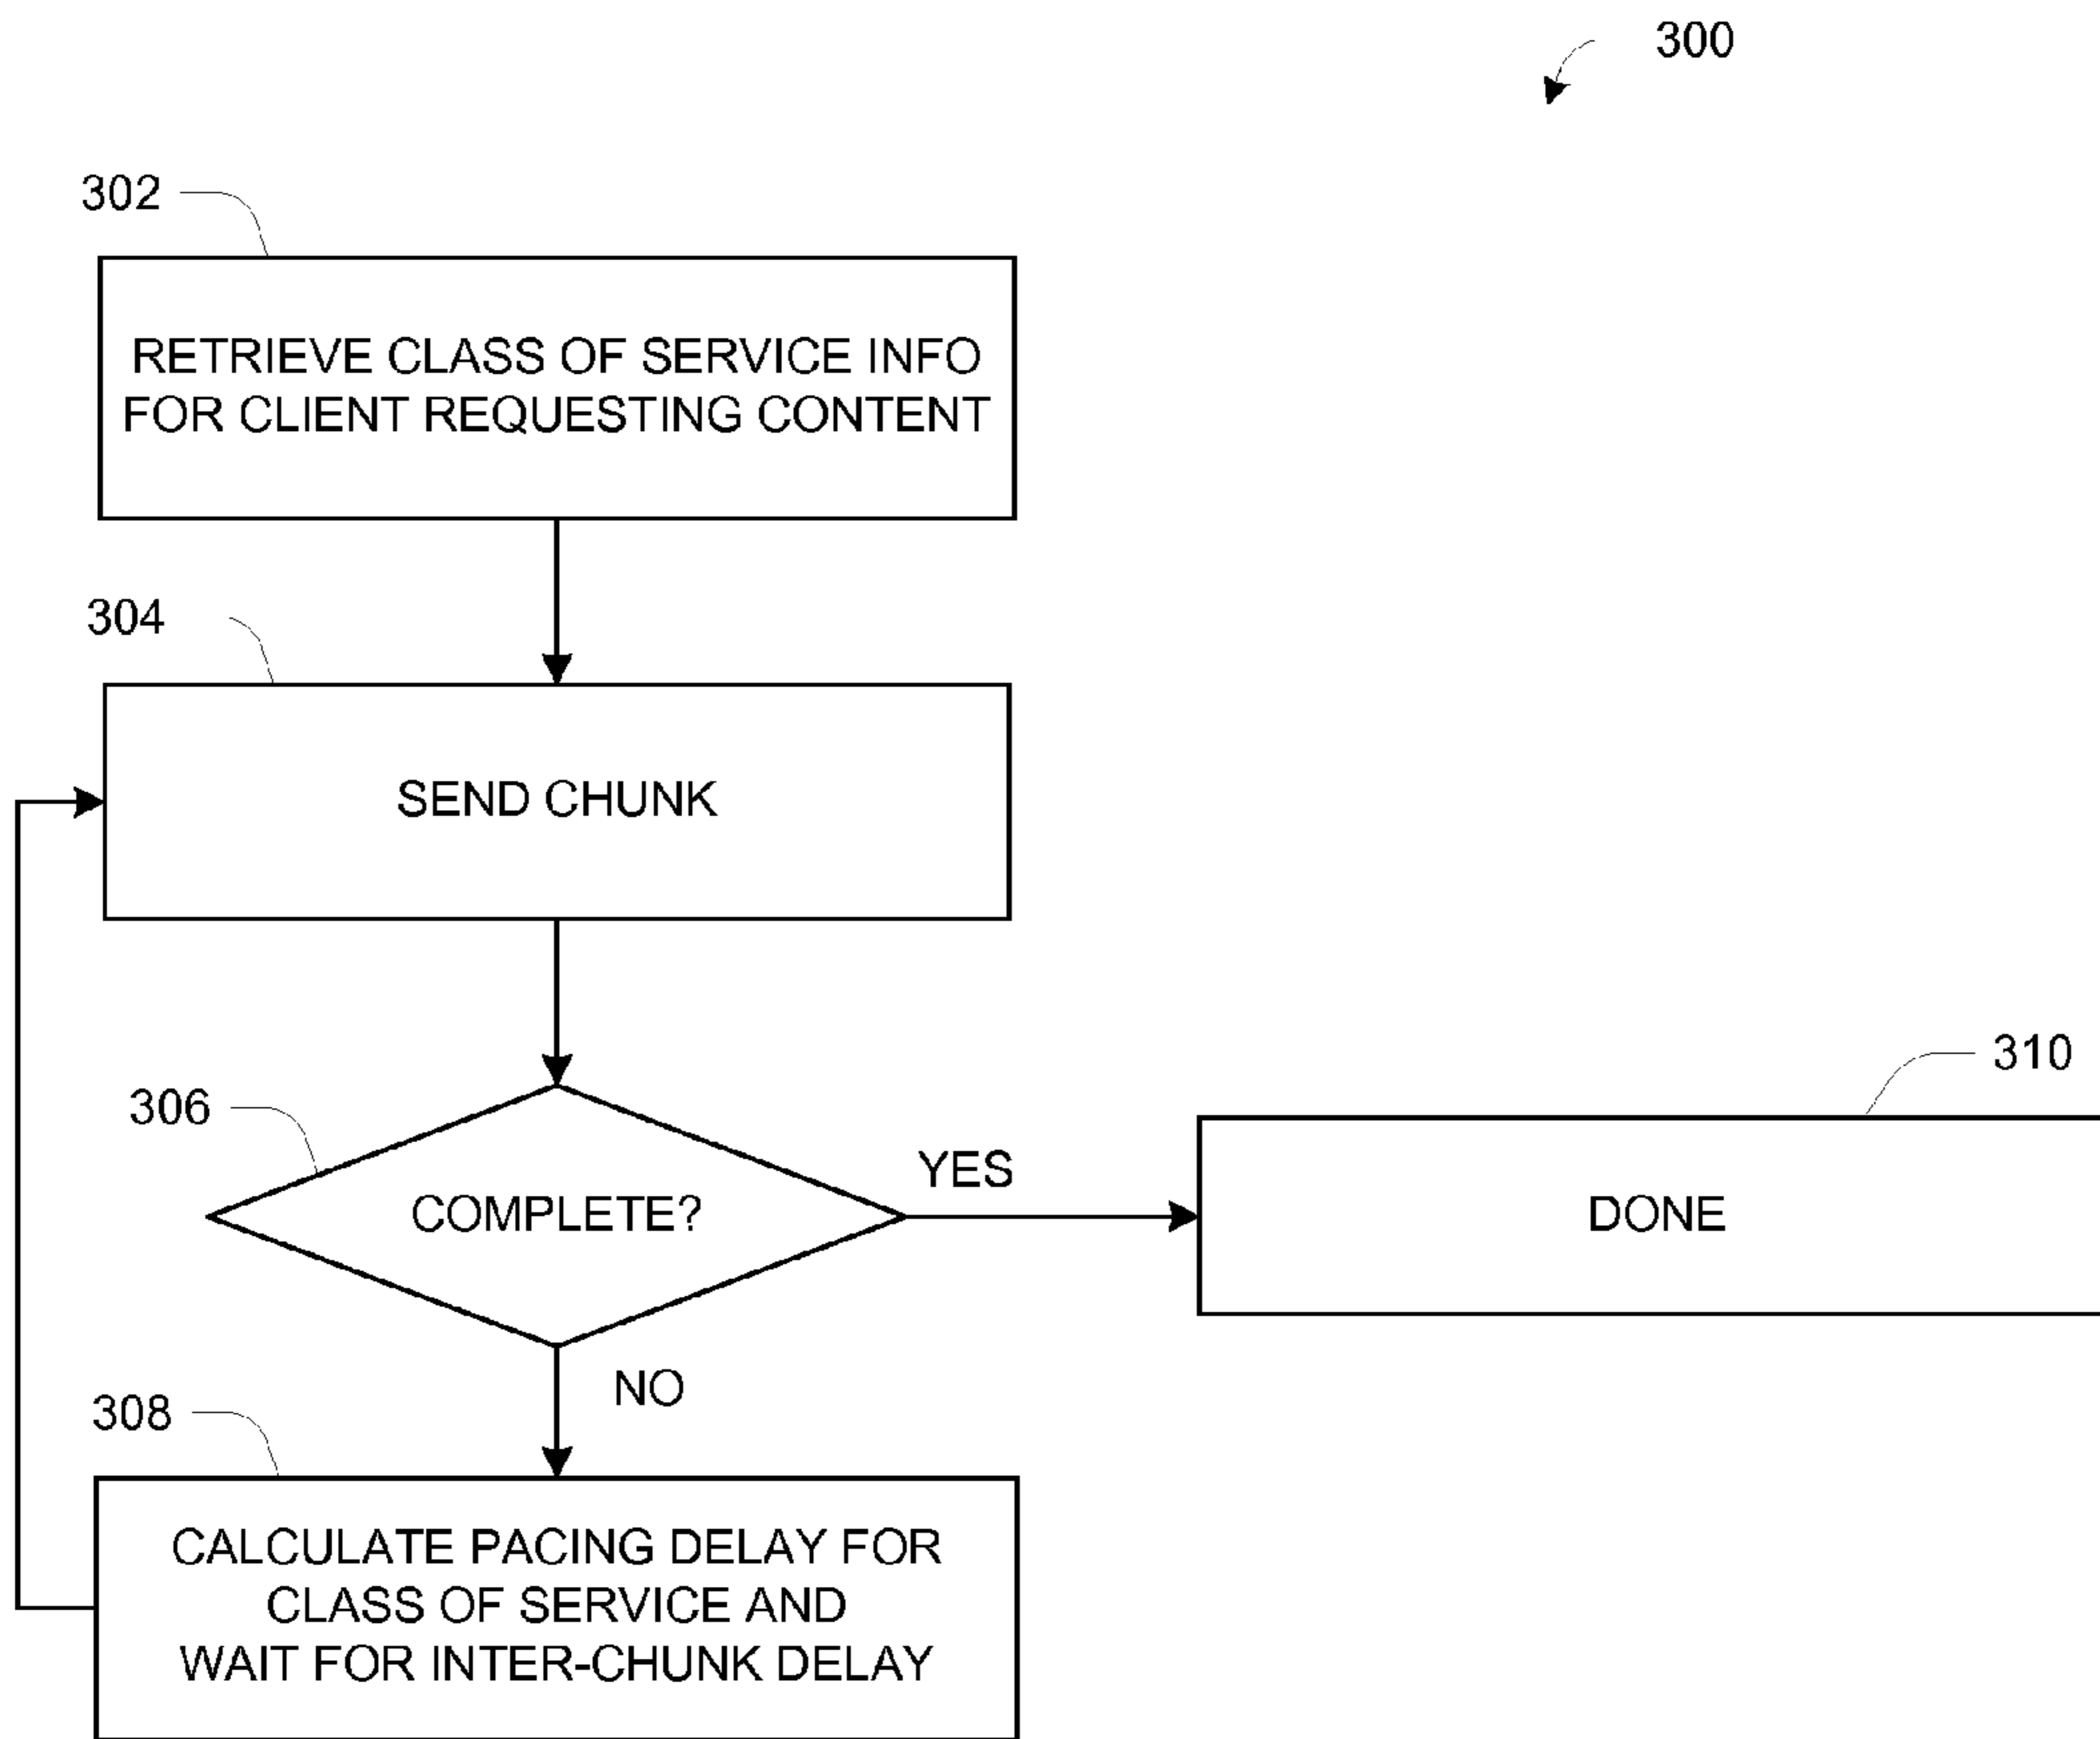 300
302
RETRIEVE CLASS OF SERVICE INFO
FOR CLIENT REQUESTING CONTENT
304
SEND CHUNK
306
COMPLETE?
YES
310
DONE
NO
308
CALCULATE PACING DELAY FOR
CLASS OF SERVICE AND
WAIT FOR INTER-CHUNK DELAY